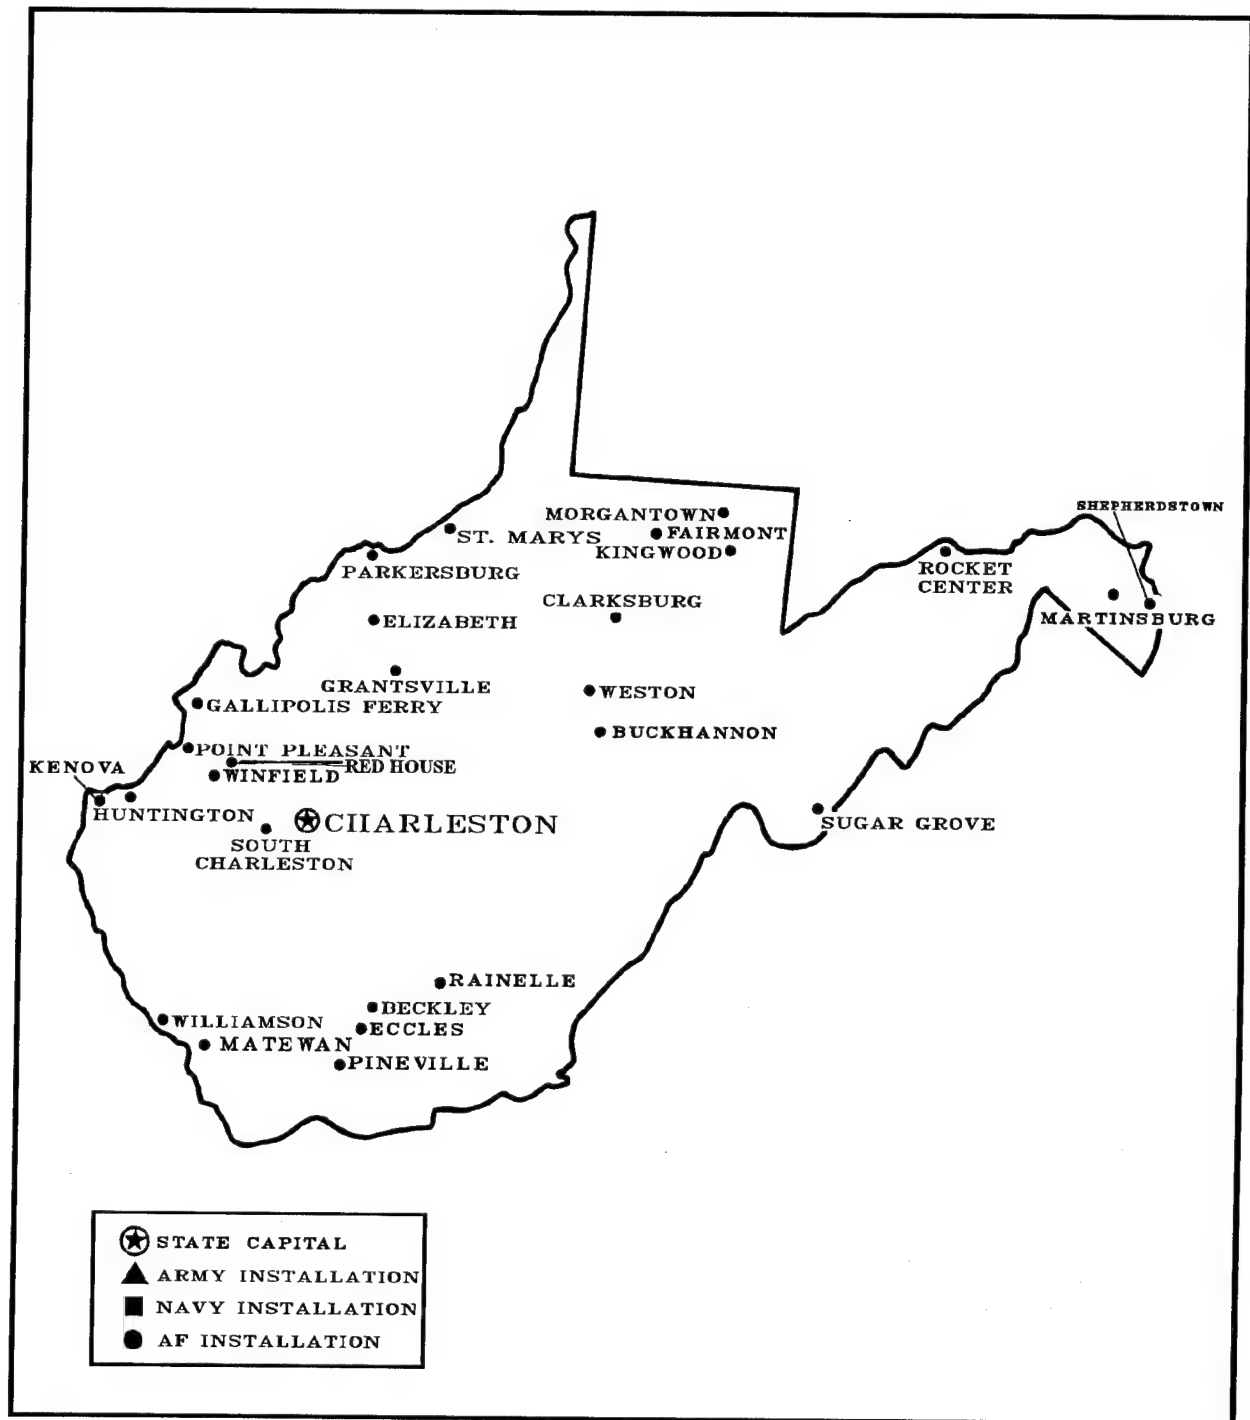 SHEPHERDSTOWN
MORGANTOWN
ST. MARYS
FAIRMONT
KINGWOOD
PARKERSBURG
ROCKET
CENTER
CLARKSBURG
ELIZABETH
MARTINSBURG
GRANTSVILLE
WESTON
GALLIPOLIS FERRY
BUCKHANNON
POINT PLEASANT
KENOVA
RED HOUSE
WINFIELD
HUNTINGTON
CHARLESTON
SUGAR GROVE
SOUTH
CHARLESTON
RAINELLE
BECKLEY
WILLIAMSON
ECCLES
MATEWAN
PINEVILLE
STATE CAPITAL
ARMY INSTALLATION
NAVY INSTALLATION
AF INSTALLATION